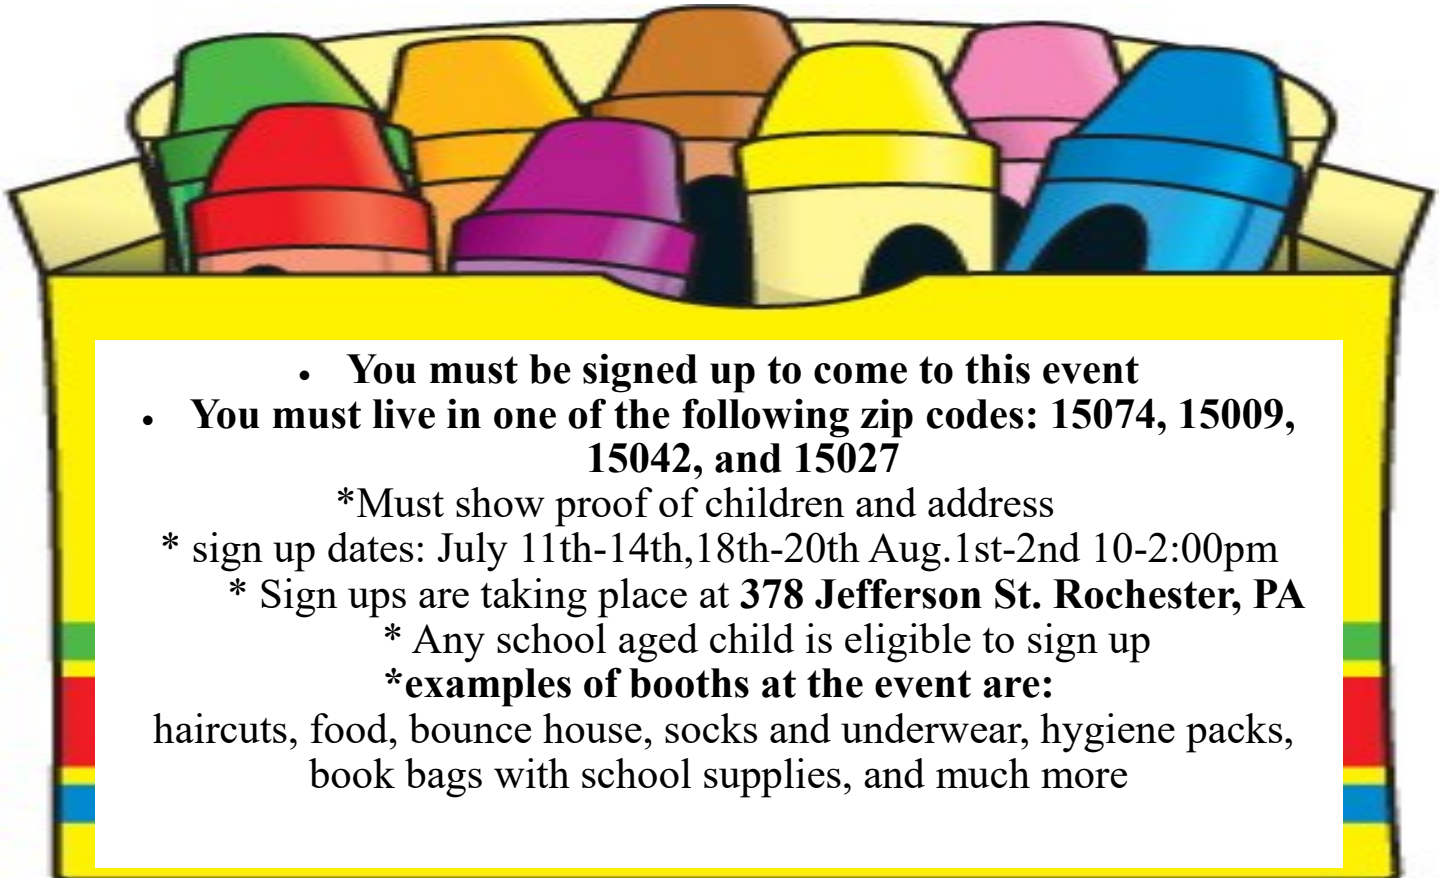 • You must be signed up to come to this event
• You must live in one of the following zip codes: 15074, 15009,
15042, and 15027
*Must show proof of children and address
* sign up dates: July 11th-14th,18th-20th Aug.1st-2nd 10-2:00pm
* Sign ups are taking place at 378 Jefferson St. Rochester, PA
* Any school aged child is eligible to sign up
*examples of booths at the event are:
haircuts, food, bounce house, socks and underwear, hygiene packs,
book bags with school supplies, and much more